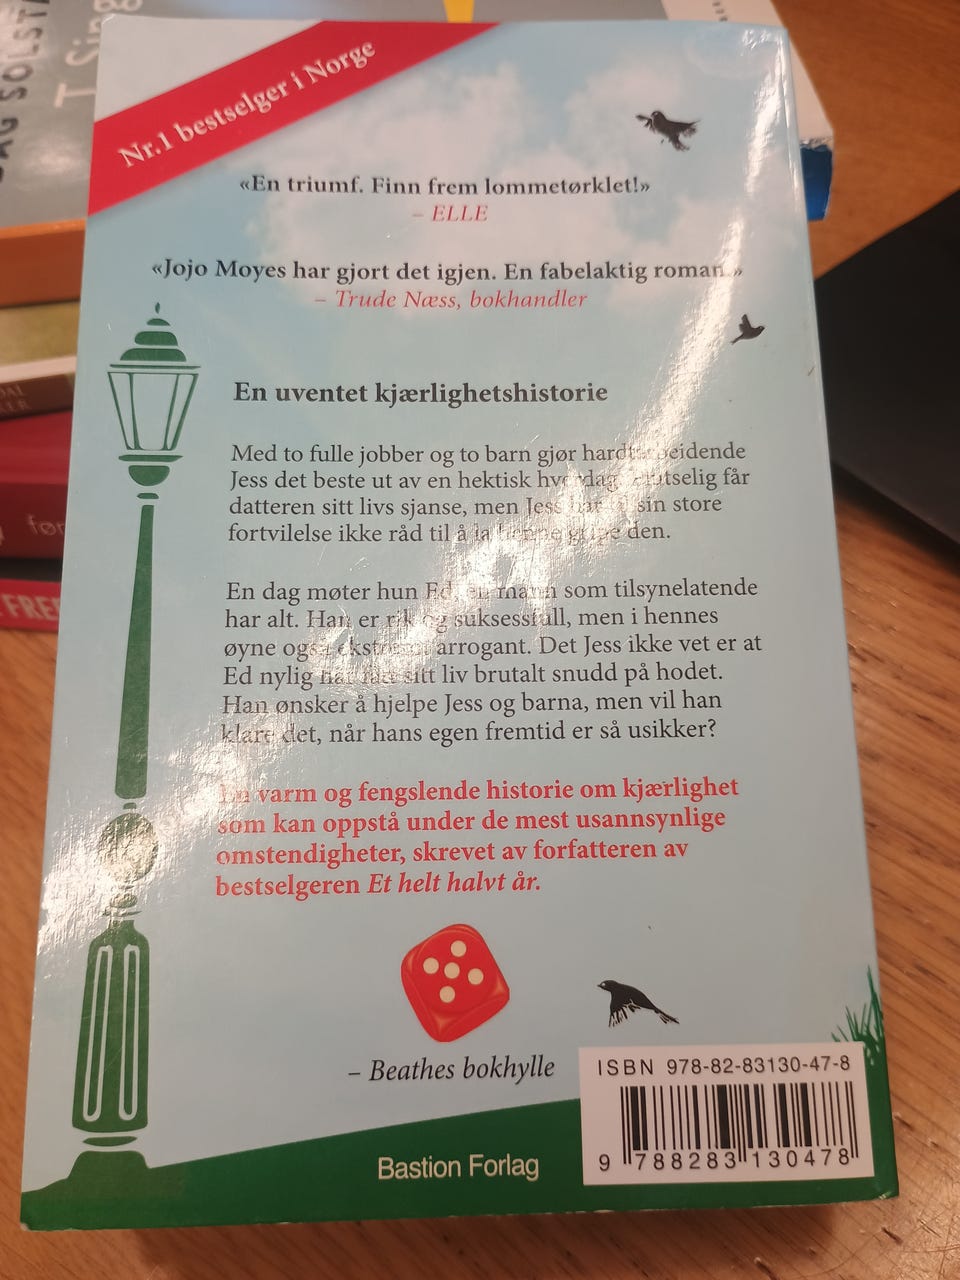 Nr.1 bestselger i Norge
«En triumf. Finn frem lommetørklet!»
– ELLE
«Jojo Moyes har gjort det igjen. En fabelaktig roman.»
– Trude Næss, bokhandler
En uventet kjærlighetshistorie
Med to fulle jobber og to barn gjør hardtarbeidende
Jess det beste ut av en hektisk hverdag. Plutselig får
datteren sitt livs sjanse, men Jess har til sin store
fortvilelse ikke råd til å la henne gripe den.
En dag møter hun Ed, en mann som tilsynelatende
har alt. Han er rik og suksessfull, men i hennes
øyne også ekstremt arrogant. Det Jess ikke vet er at
Ed nylig har fått sitt liv brutalt snudd på hodet.
Han ønsker å hjelpe Jess og barna, men vil han
klare det, når hans egen fremtid er så usikker?
En varm og fengslende historie om kjærlighet
som kan oppstå under de mest usannsynlige
omstendigheter, skrevet av forfatteren av
bestselgeren Et helt halvt år.
– Beathes bokhylle
ISBN 978-82-83130-47-8
9 788283 130478
Bastion Forlag